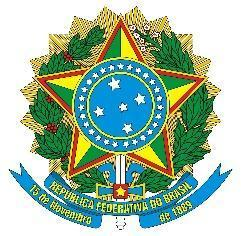 REPÚBLICA FEDERATIVA DO BRASIL
15 de Novembro
de 1889